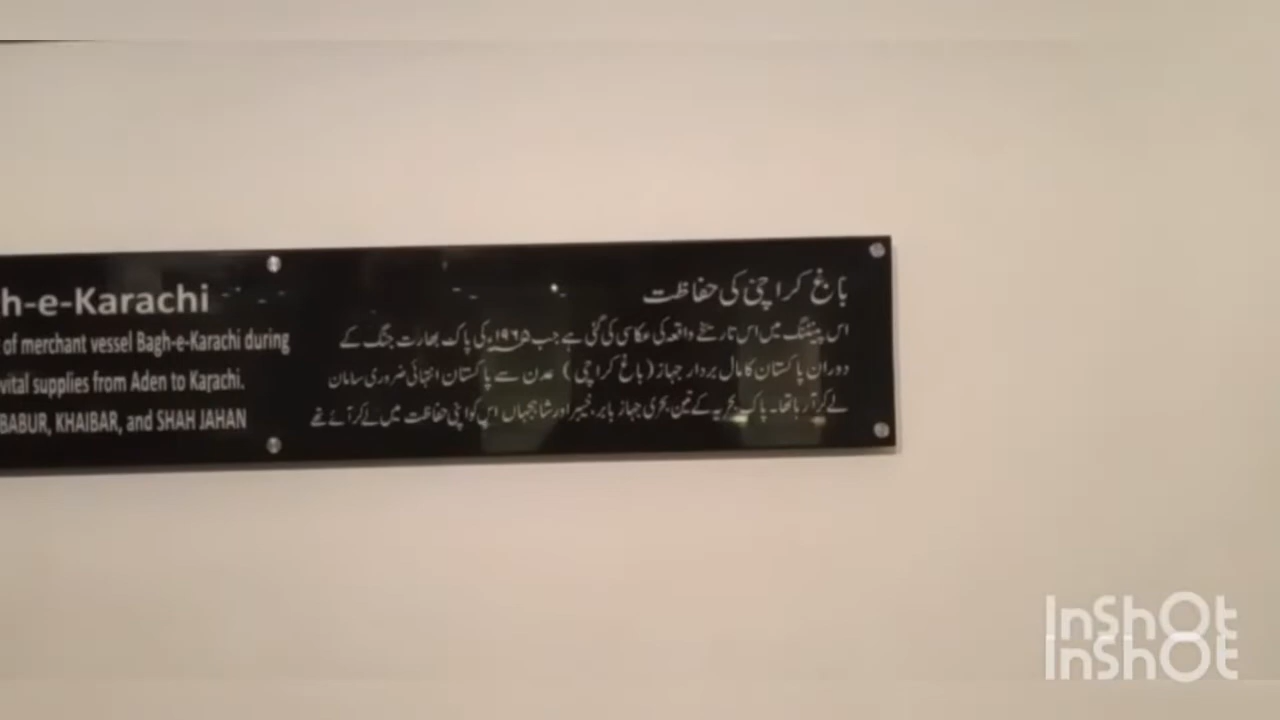 h-e-Karachi
of merchant vessel Bagh-e-Karachi during
vital supplies from Aden to Karachi.
BABUR, KHAIBAR, and SHAH JAHAN
باغ کراچی کی حفاظت
اس پینٹنگ میں اس تاریخی واقعہ کی عکاسی کی گئی ہے جب ۱۹۶۵ء کی پاک بھارت جنگ کے
دوران پاکستان کا مال بردار جہاز (باغ کراچی) عدن سے پاکستان انتہائی ضروری سامان
لے کر آ رہا تھا۔ پاک بحریہ کے تین بحری جہاز بابر، خیبر اور شاہجہاں اس کو اپنی حفاظت میں لے کر آئے تھے
InShOt
InShOt